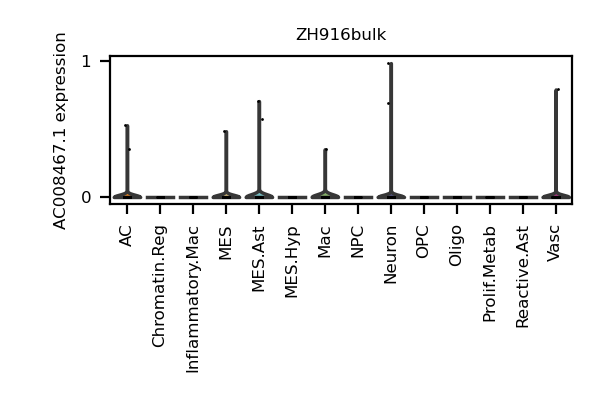 ZH916bulk
AC008467.1 expression
1
0
AC
Chromatin.Reg
Inflammatory.Mac
MES
MES.Ast
MES.Hyp
Mac
NPC
Neuron
OPC
Oligo
Prolif.Metab
Reactive.Ast
Vasc